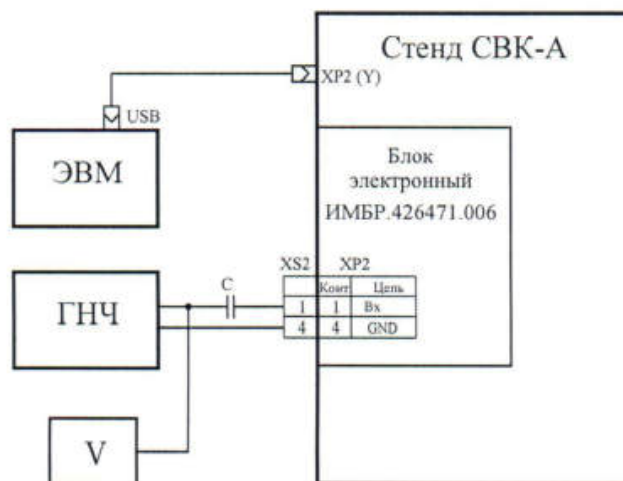 Стенд СВК-А
XP2 (Y)
USB
ЭВМ
Блок
электронный
ИМБР.426471.006
XS2 XP2
Конт Цепь
1 1 Вх
4 4 GND
C
ГНЧ
V